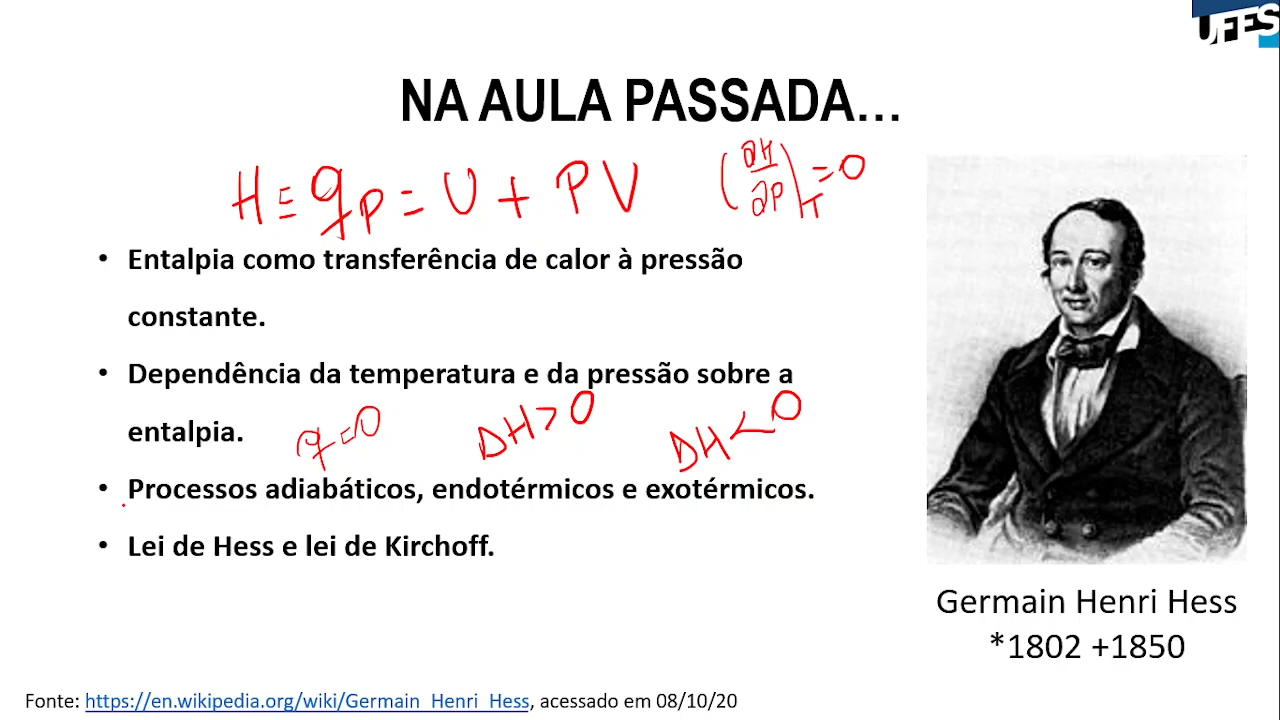 UFES
NA AULA PASSADA...
H ≡ qp = U + PV
(∂H/∂P)T = 0
• Entalpia como transferência de calor à pressão
constante.
• Dependência da temperatura e da pressão sobre a
entalpia.
q=0 DH>0 DH<0
• Processos adiabáticos, endotérmicos e exotérmicos.
• Lei de Hess e lei de Kirchoff.
Germain Henri Hess
*1802 +1850
Fonte: https://en.wikipedia.org/wiki/Germain_Henri_Hess, acessado em 08/10/20